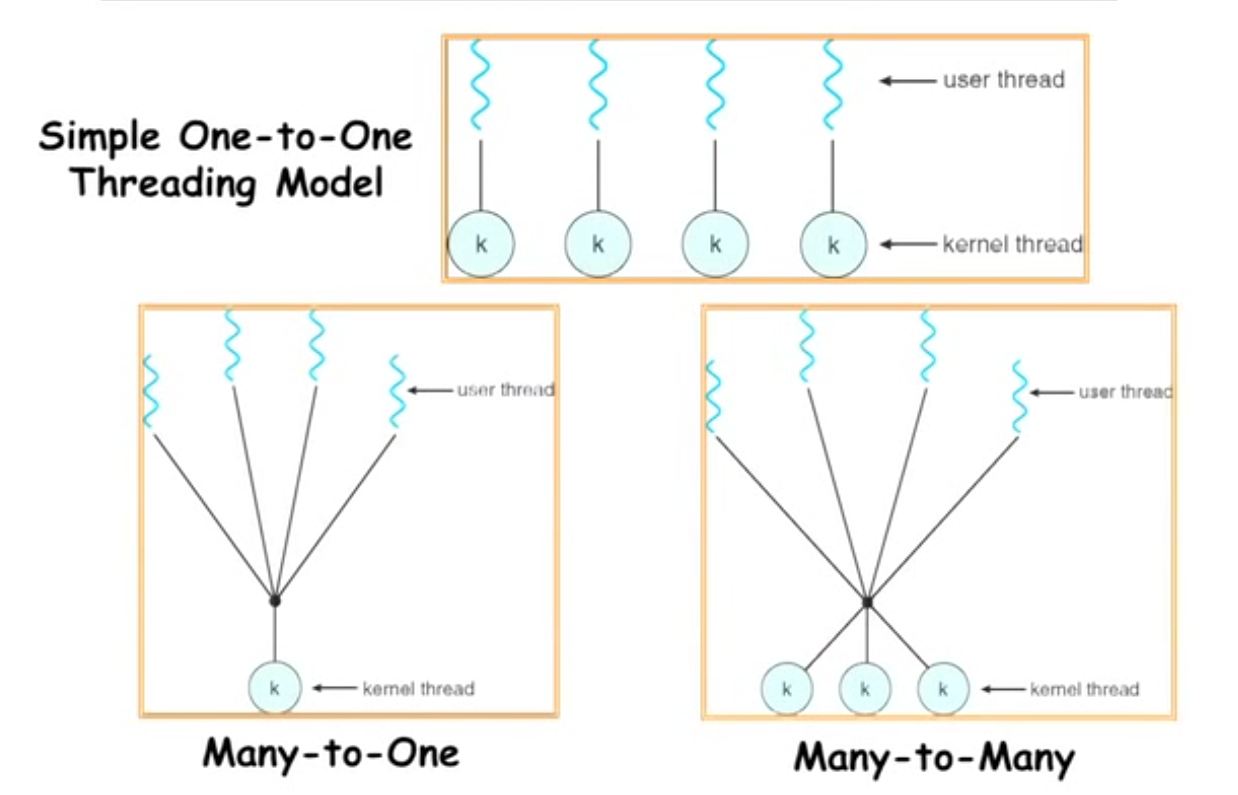 Simple One-to-One
Threading Model
user thread
k k k k
kernel thread
user thread
k
kernel thread
Many-to-One
user thread
k k k
kernel thread
Many-to-Many